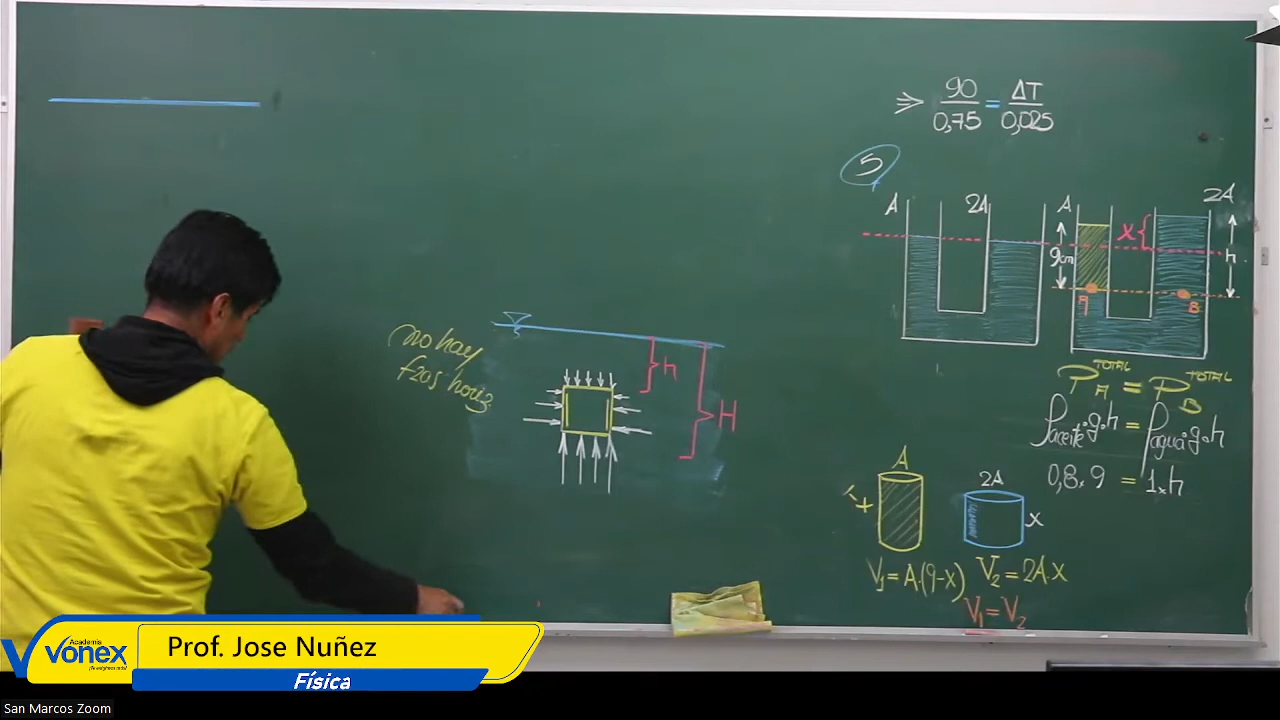 ⇒ 90/0,75 = ΔT/0,025
5
A 2A A 2A
x
9cm
h
A B
no hay
fzas horiz.
h
H
P_A^TOTAL = P_B^TOTAL
ρaceite·g·h = ρagua·g·h
0,8 × 9 = 1 × h
A
2A
x
V₁ = A·(9-x) V₂ = 2A·x
V₁ = V₂
Academia
Vonex
Prof. Jose Nuñez
Física
San Marcos Zoom